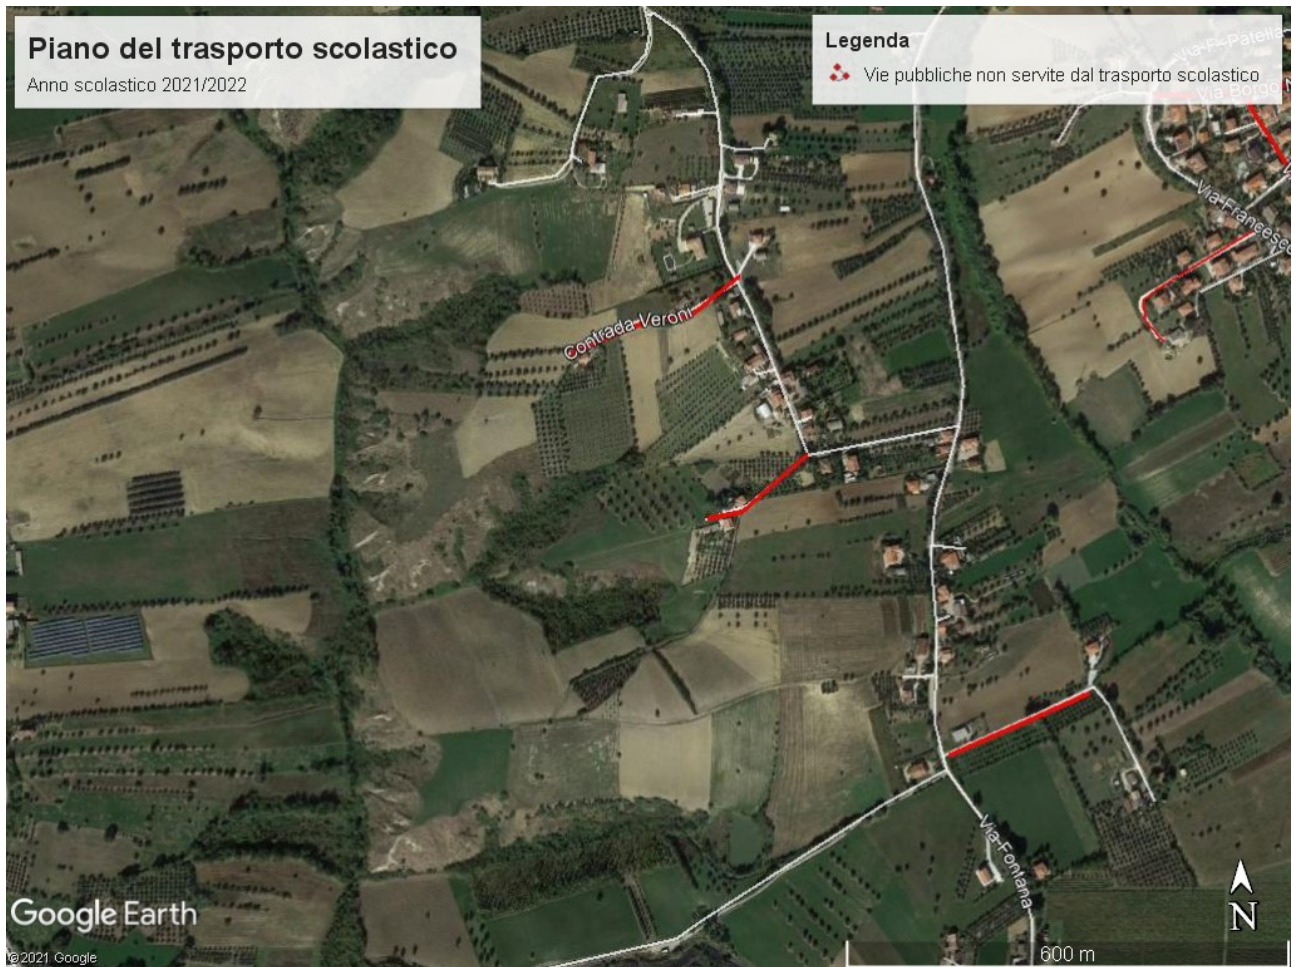 Piano del trasporto scolastico
Anno scolastico 2021/2022
Legenda
Vie pubbliche non servite dal trasporto scolastico
Via F. Patella
Via Borgo
Via Francesco
Contrada Veroni
Via Fontana
Google Earth
©2021 Google
N
600 m